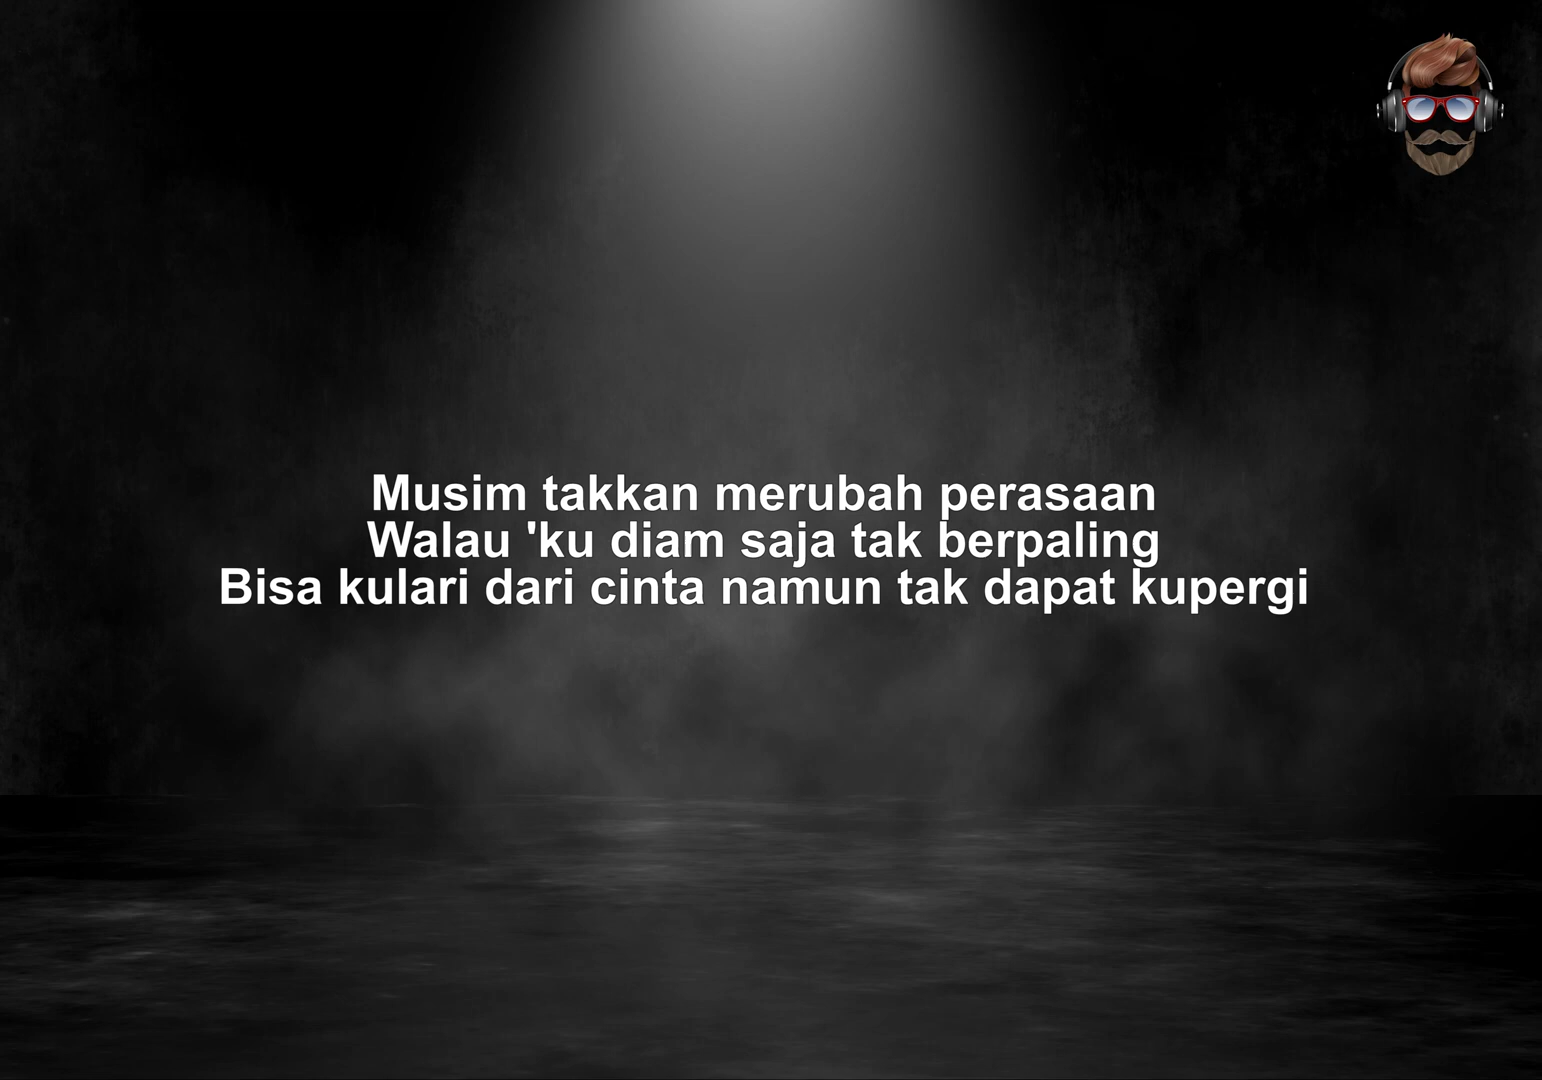 Musim takkan merubah perasaan
Walau 'ku diam saja tak berpaling
Bisa kulari dari cinta namun tak dapat kupergi